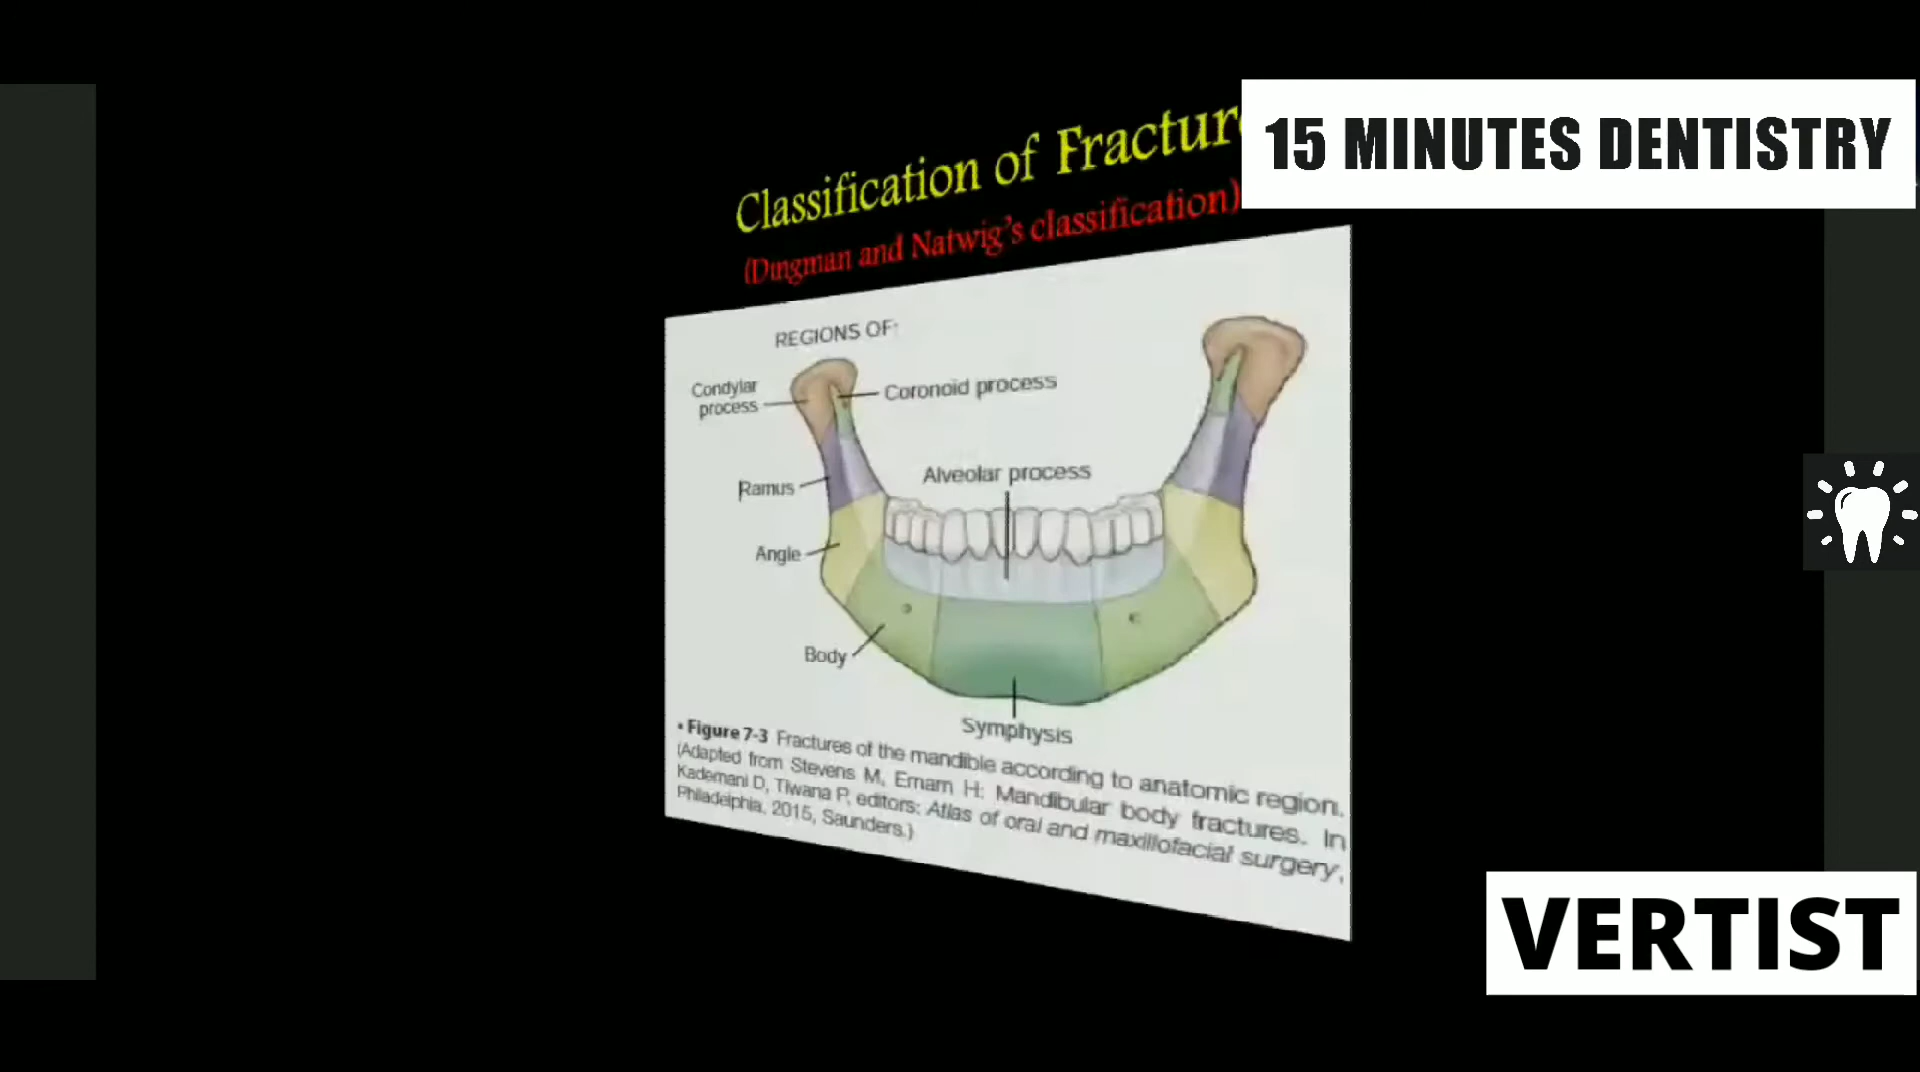 Classification of Fractur
(Dingman and Natwig's classification)
15 MINUTES DENTISTRY
REGIONS OF:
Condylar
process
Coronoid process
Alveolar process
Ramus
Angle
Body
Symphysis
• Figure 7-3 Fractures of the mandible according to anatomic region.
(Adapted from Stevens M, Emam H: Mandibular body fractures. In
Kademani D, Tiwana P, editors: Atlas of oral and maxillofacial surgery,
Philadelphia, 2015, Saunders.)
VERTIST